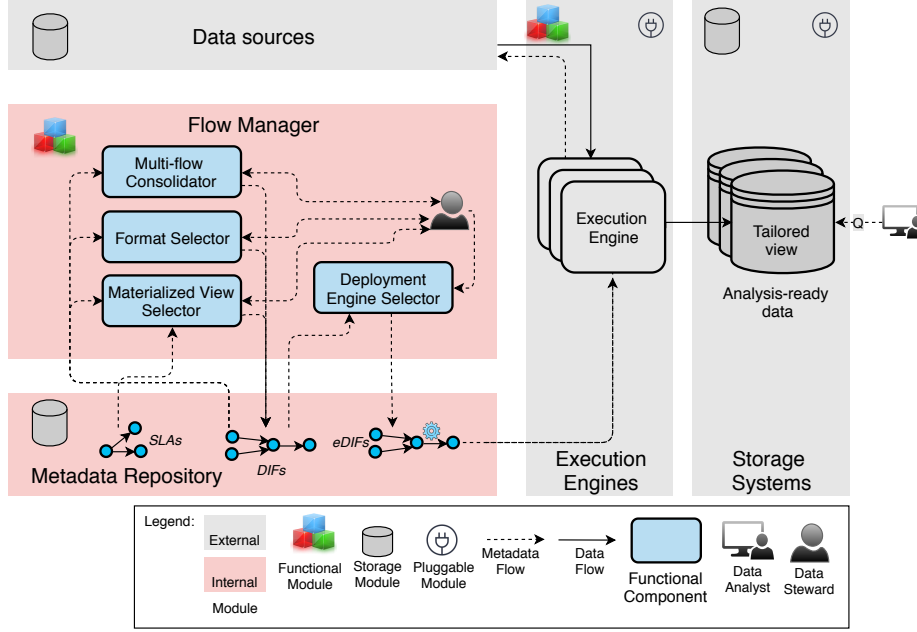 Data sources
Flow Manager
Multi-flow
Consolidator
Format Selector
Materialized View
Selector
Deployment
Engine Selector
Execution
Engine
Tailored
view
Q
Analysis-ready
data
SLAs
DIFs
eDIFs
Metadata Repository
Execution
Engines
Storage
Systems
Legend:
External
Internal
Module
Functional
Module
Storage
Module
Pluggable
Module
Metadata
Flow
Data
Flow
Functional
Component
Data
Analyst
Data
Steward